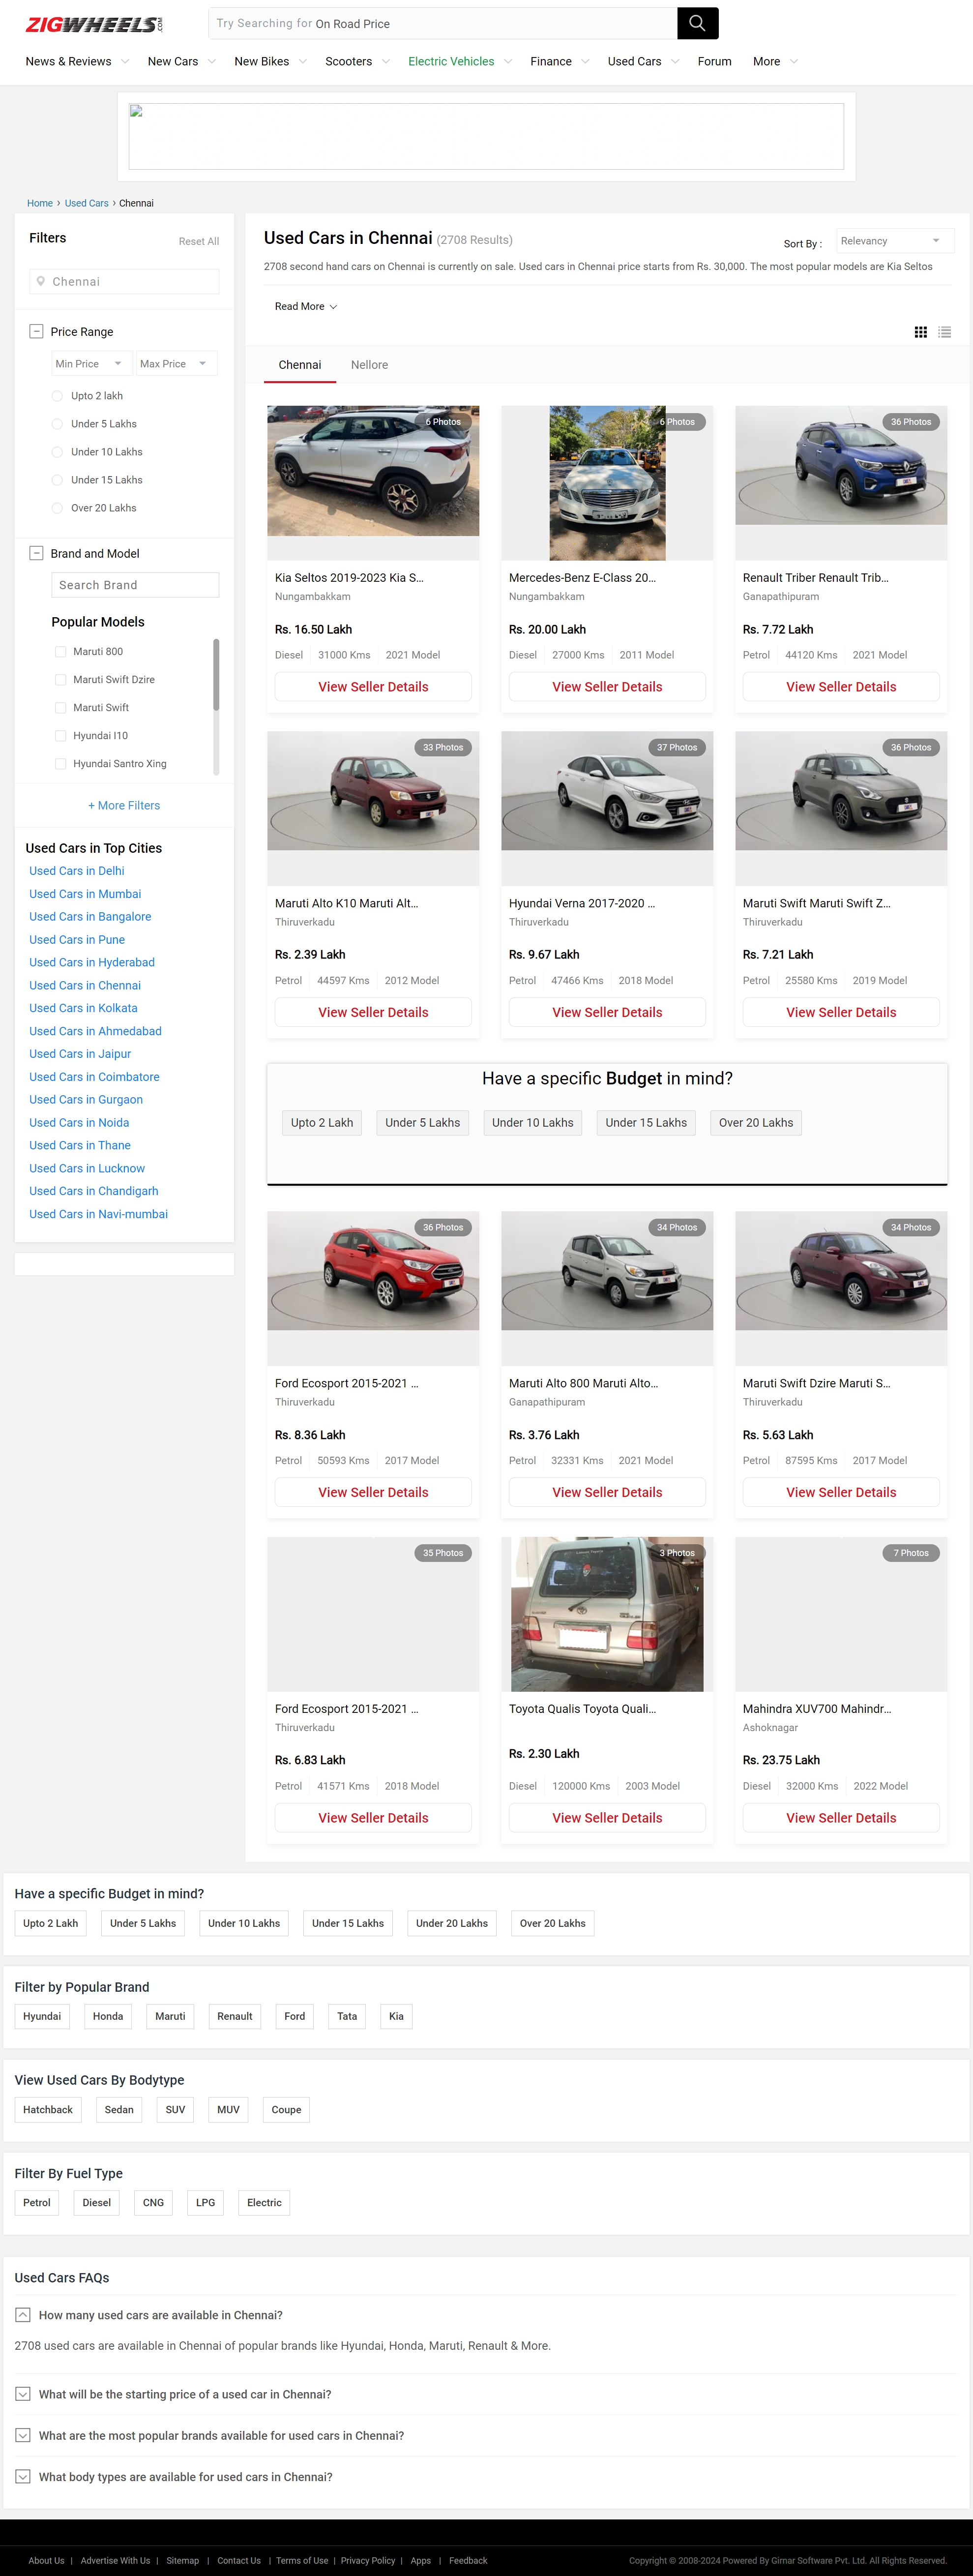 ZIGWHEELS.COM
Try Searching for On Road Price
News & Reviews New Cars New Bikes Scooters Electric Vehicles Finance Used Cars Forum More
Home › Used Cars › Chennai
Filters
Reset All
Chennai
Price Range
Min Price Max Price
Upto 2 lakh
Under 5 Lakhs
Under 10 Lakhs
Under 15 Lakhs
Over 20 Lakhs
Brand and Model
Search Brand
Popular Models
Maruti 800
Maruti Swift Dzire
Maruti Swift
Hyundai I10
Hyundai Santro Xing
+ More Filters
Used Cars in Top Cities
Used Cars in Delhi
Used Cars in Mumbai
Used Cars in Bangalore
Used Cars in Pune
Used Cars in Hyderabad
Used Cars in Chennai
Used Cars in Kolkata
Used Cars in Ahmedabad
Used Cars in Jaipur
Used Cars in Coimbatore
Used Cars in Gurgaon
Used Cars in Noida
Used Cars in Thane
Used Cars in Lucknow
Used Cars in Chandigarh
Used Cars in Navi-mumbai
Used Cars in Chennai (2708 Results)
Sort By : Relevancy
2708 second hand cars on Chennai is currently on sale. Used cars in Chennai price starts from Rs. 30,000. The most popular models are Kia Seltos
Read More
Chennai Nellore
6 Photos
Kia Seltos 2019-2023 Kia S...
Nungambakkam
Rs. 16.50 Lakh
Diesel 31000 Kms 2021 Model
View Seller Details
6 Photos
Mercedes-Benz E-Class 20...
Nungambakkam
Rs. 20.00 Lakh
Diesel 27000 Kms 2011 Model
View Seller Details
36 Photos
Renault Triber Renault Trib...
Ganapathipuram
Rs. 7.72 Lakh
Petrol 44120 Kms 2021 Model
View Seller Details
33 Photos
Maruti Alto K10 Maruti Alt...
Thiruverkadu
Rs. 2.39 Lakh
Petrol 44597 Kms 2012 Model
View Seller Details
37 Photos
Hyundai Verna 2017-2020 ...
Thiruverkadu
Rs. 9.67 Lakh
Petrol 47466 Kms 2018 Model
View Seller Details
36 Photos
Maruti Swift Maruti Swift Z...
Thiruverkadu
Rs. 7.21 Lakh
Petrol 25580 Kms 2019 Model
View Seller Details
Have a specific Budget in mind?
Upto 2 Lakh Under 5 Lakhs Under 10 Lakhs Under 15 Lakhs Over 20 Lakhs
36 Photos
Ford Ecosport 2015-2021 ...
Thiruverkadu
Rs. 8.36 Lakh
Petrol 50593 Kms 2017 Model
View Seller Details
34 Photos
Maruti Alto 800 Maruti Alto...
Ganapathipuram
Rs. 3.76 Lakh
Petrol 32331 Kms 2021 Model
View Seller Details
34 Photos
Maruti Swift Dzire Maruti S...
Thiruverkadu
Rs. 5.63 Lakh
Petrol 87595 Kms 2017 Model
View Seller Details
35 Photos
Ford Ecosport 2015-2021 ...
Thiruverkadu
Rs. 6.83 Lakh
Petrol 41571 Kms 2018 Model
View Seller Details
3 Photos
Toyota Qualis Toyota Quali...
Rs. 2.30 Lakh
Diesel 120000 Kms 2003 Model
View Seller Details
7 Photos
Mahindra XUV700 Mahindr...
Ashoknagar
Rs. 23.75 Lakh
Diesel 32000 Kms 2022 Model
View Seller Details
Have a specific Budget in mind?
Upto 2 Lakh Under 5 Lakhs Under 10 Lakhs Under 15 Lakhs Under 20 Lakhs Over 20 Lakhs
Filter by Popular Brand
Hyundai Honda Maruti Renault Ford Tata Kia
View Used Cars By Bodytype
Hatchback Sedan SUV MUV Coupe
Filter By Fuel Type
Petrol Diesel CNG LPG Electric
Used Cars FAQs
How many used cars are available in Chennai?
2708 used cars are available in Chennai of popular brands like Hyundai, Honda, Maruti, Renault & More.
What will be the starting price of a used car in Chennai?
What are the most popular brands available for used cars in Chennai?
What body types are available for used cars in Chennai?
About Us | Advertise With Us | Sitemap | Contact Us | Terms of Use | Privacy Policy | Apps | Feedback
Copyright © 2008-2024 Powered By Girnar Software Pvt. Ltd. All Rights Reserved.